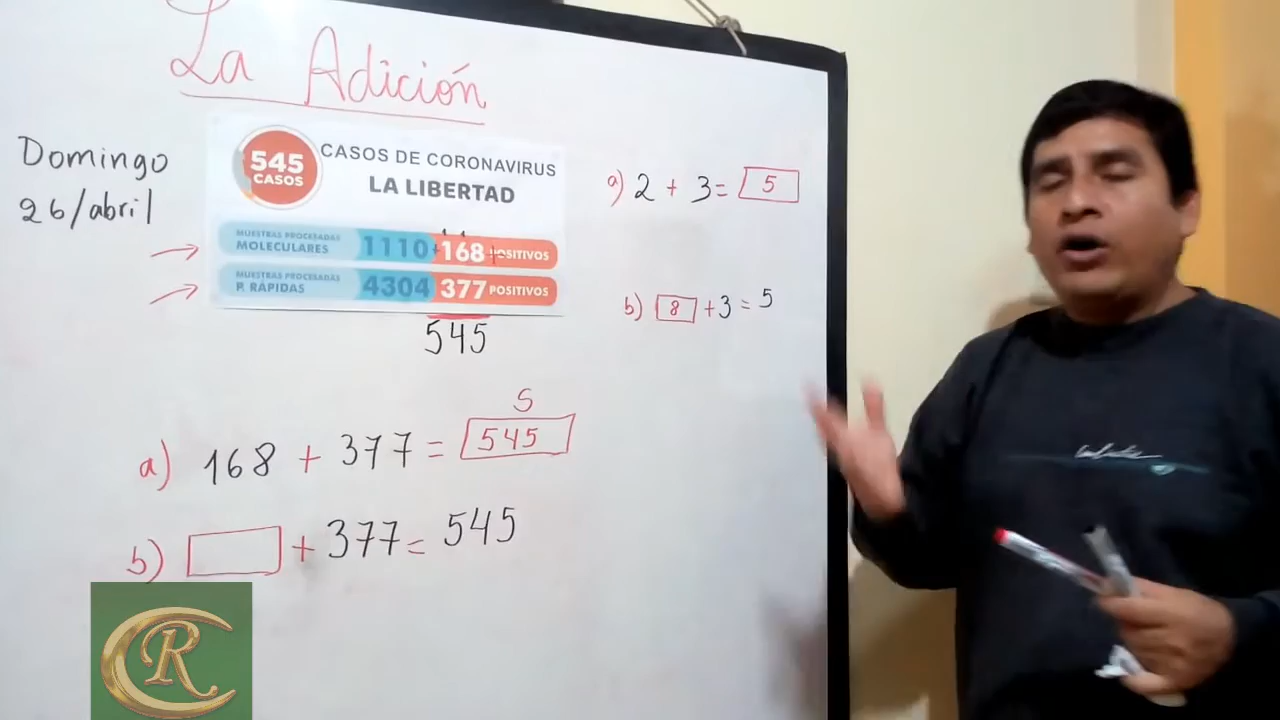 La Adición
Domingo
26/abril
545
CASOS
CASOS DE CORONAVIRUS
LA LIBERTAD
MUESTRAS PROCESADAS
MOLECULARES 1110 168 POSITIVOS
MUESTRAS PROCESADAS
P. RÁPIDAS 4304 377 POSITIVOS
545
a) 2 + 3 = 5
b) 8 + 3 = 5
S
a) 168 + 377 = 545
b) + 377 = 545
CR